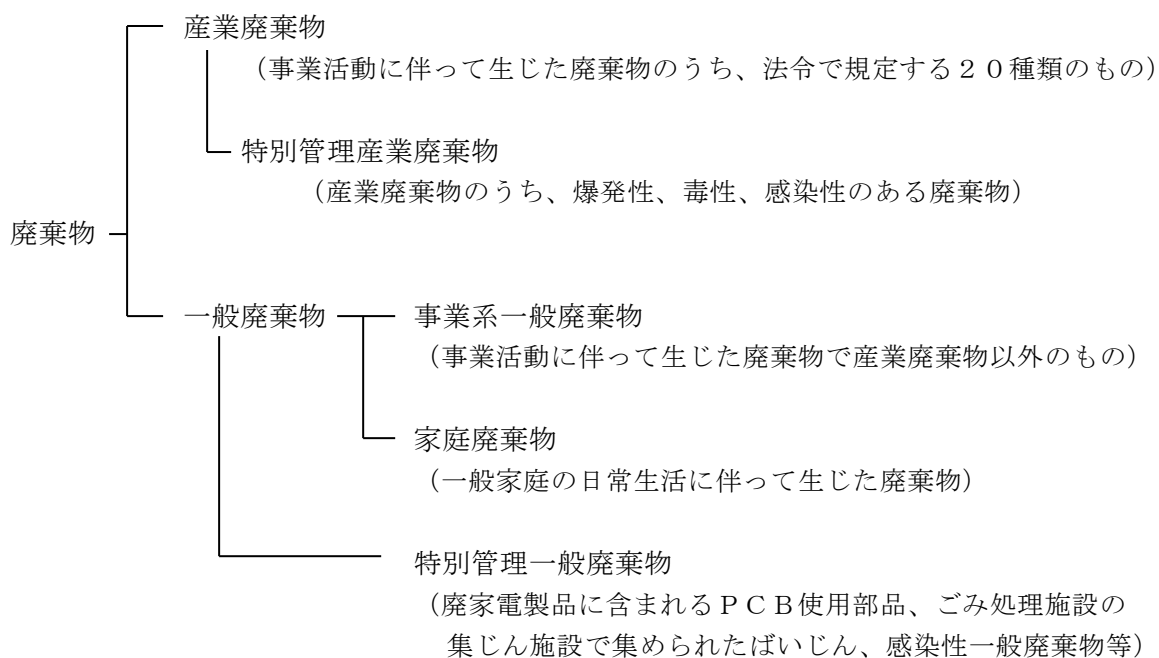 産業廃棄物
（事業活動に伴って生じた廃棄物のうち、法令で規定する２０種類のもの）
特別管理産業廃棄物
（産業廃棄物のうち、爆発性、毒性、感染性のある廃棄物）
廃棄物
一般廃棄物
事業系一般廃棄物
（事業活動に伴って生じた廃棄物で産業廃棄物以外のもの）
家庭廃棄物
（一般家庭の日常生活に伴って生じた廃棄物）
特別管理一般廃棄物
（廃家電製品に含まれるＰＣＢ使用部品、ごみ処理施設の
集じん施設で集められたばいじん、感染性一般廃棄物等）